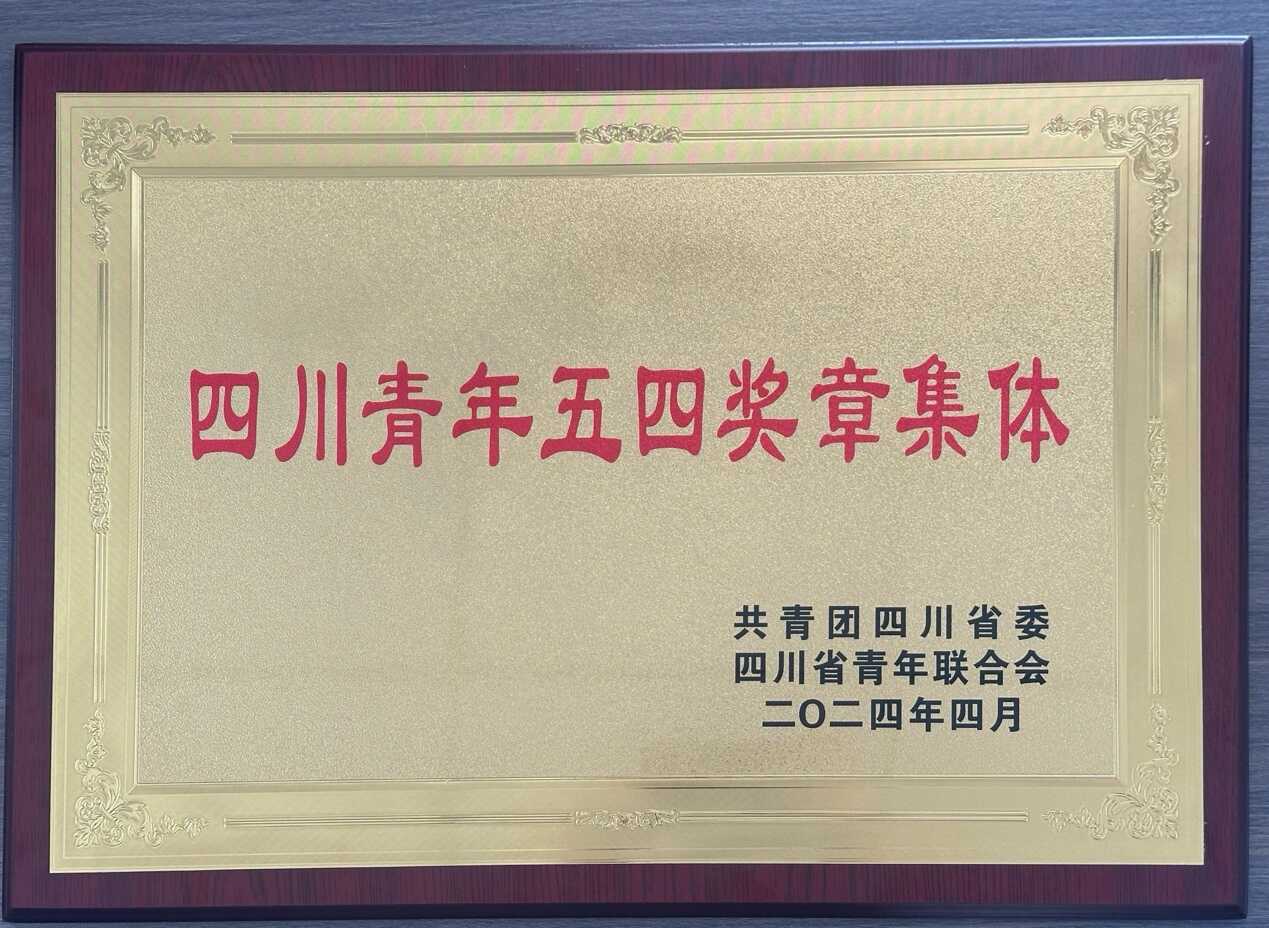 四川青年五四奖章集体
共青团四川省委
四川省青年联合会
二〇二四年四月